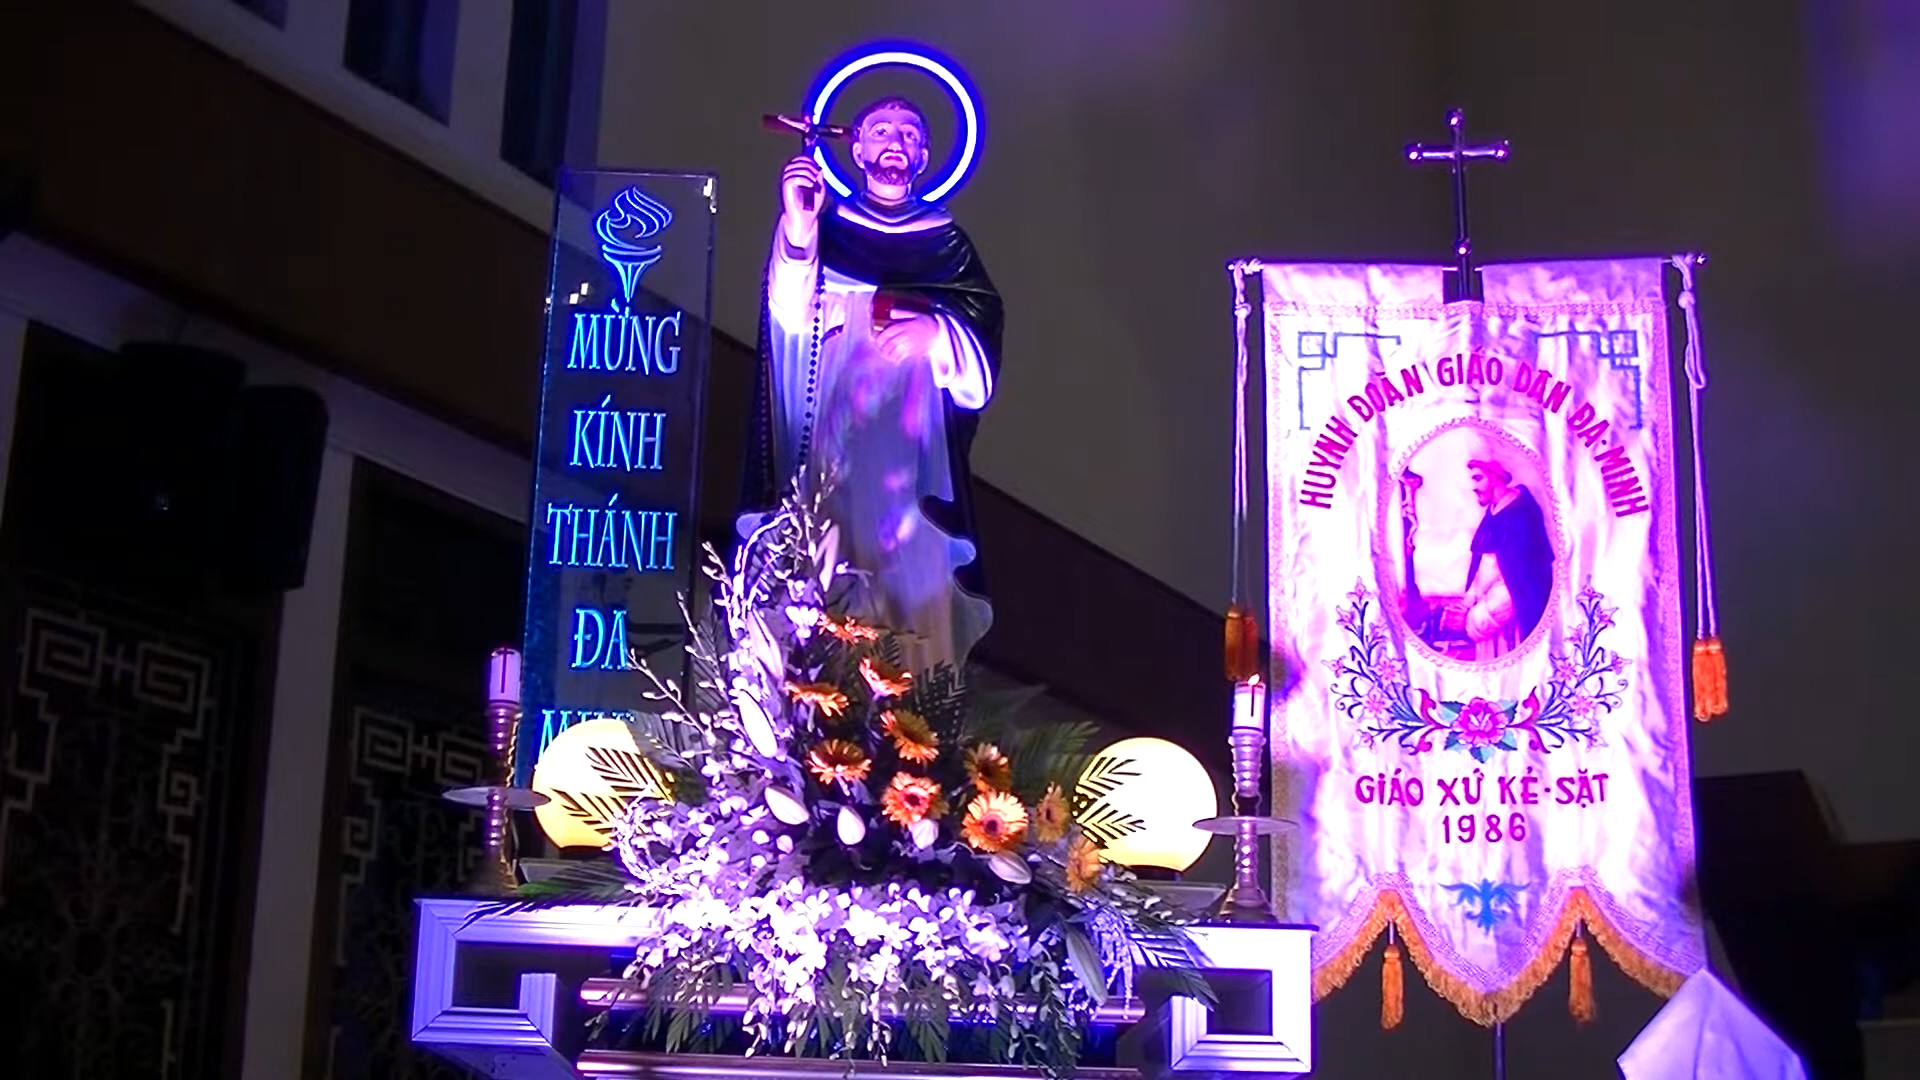 MỪNG
KÍNH
THÁNH
ĐA
HUYNH ĐOÀN GIÁO DÂN ĐA·MINH
GIÁO XỨ KẺ·SẶT
1986